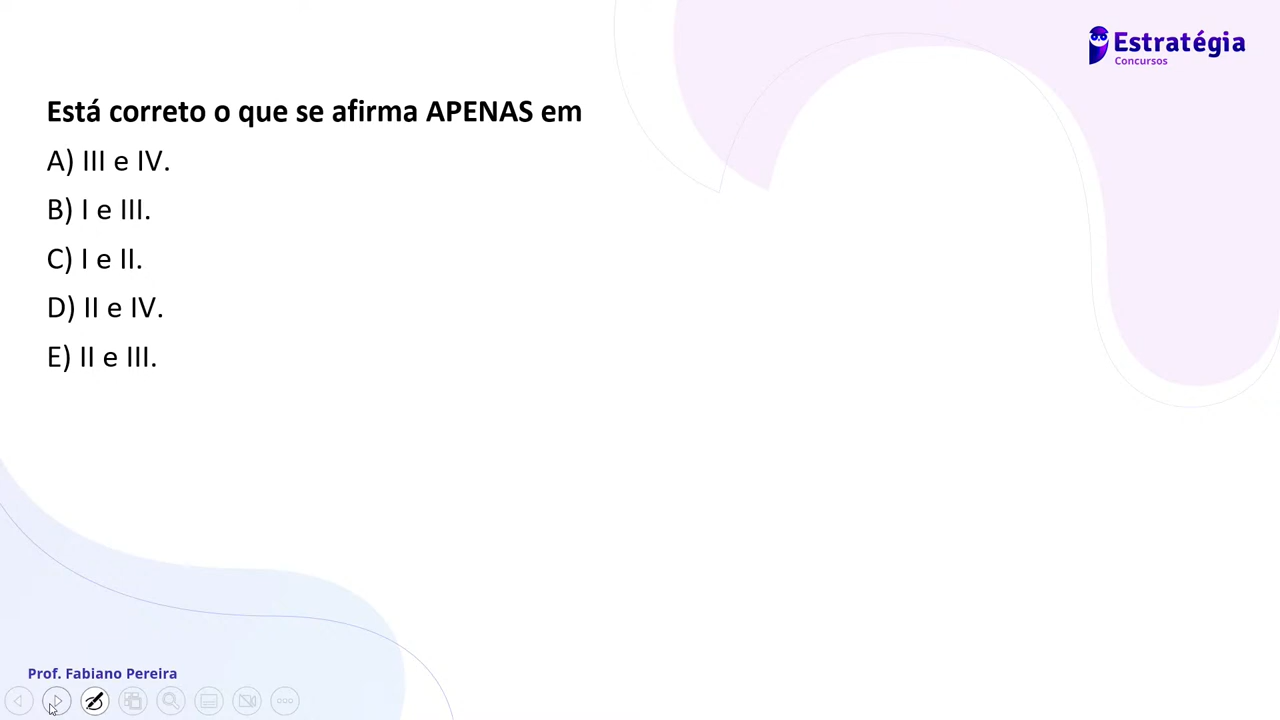 Estratégia
Concursos
Está correto o que se afirma APENAS em
A) III e IV.
B) I e III.
C) I e II.
D) II e IV.
E) II e III.
Prof. Fabiano Pereira